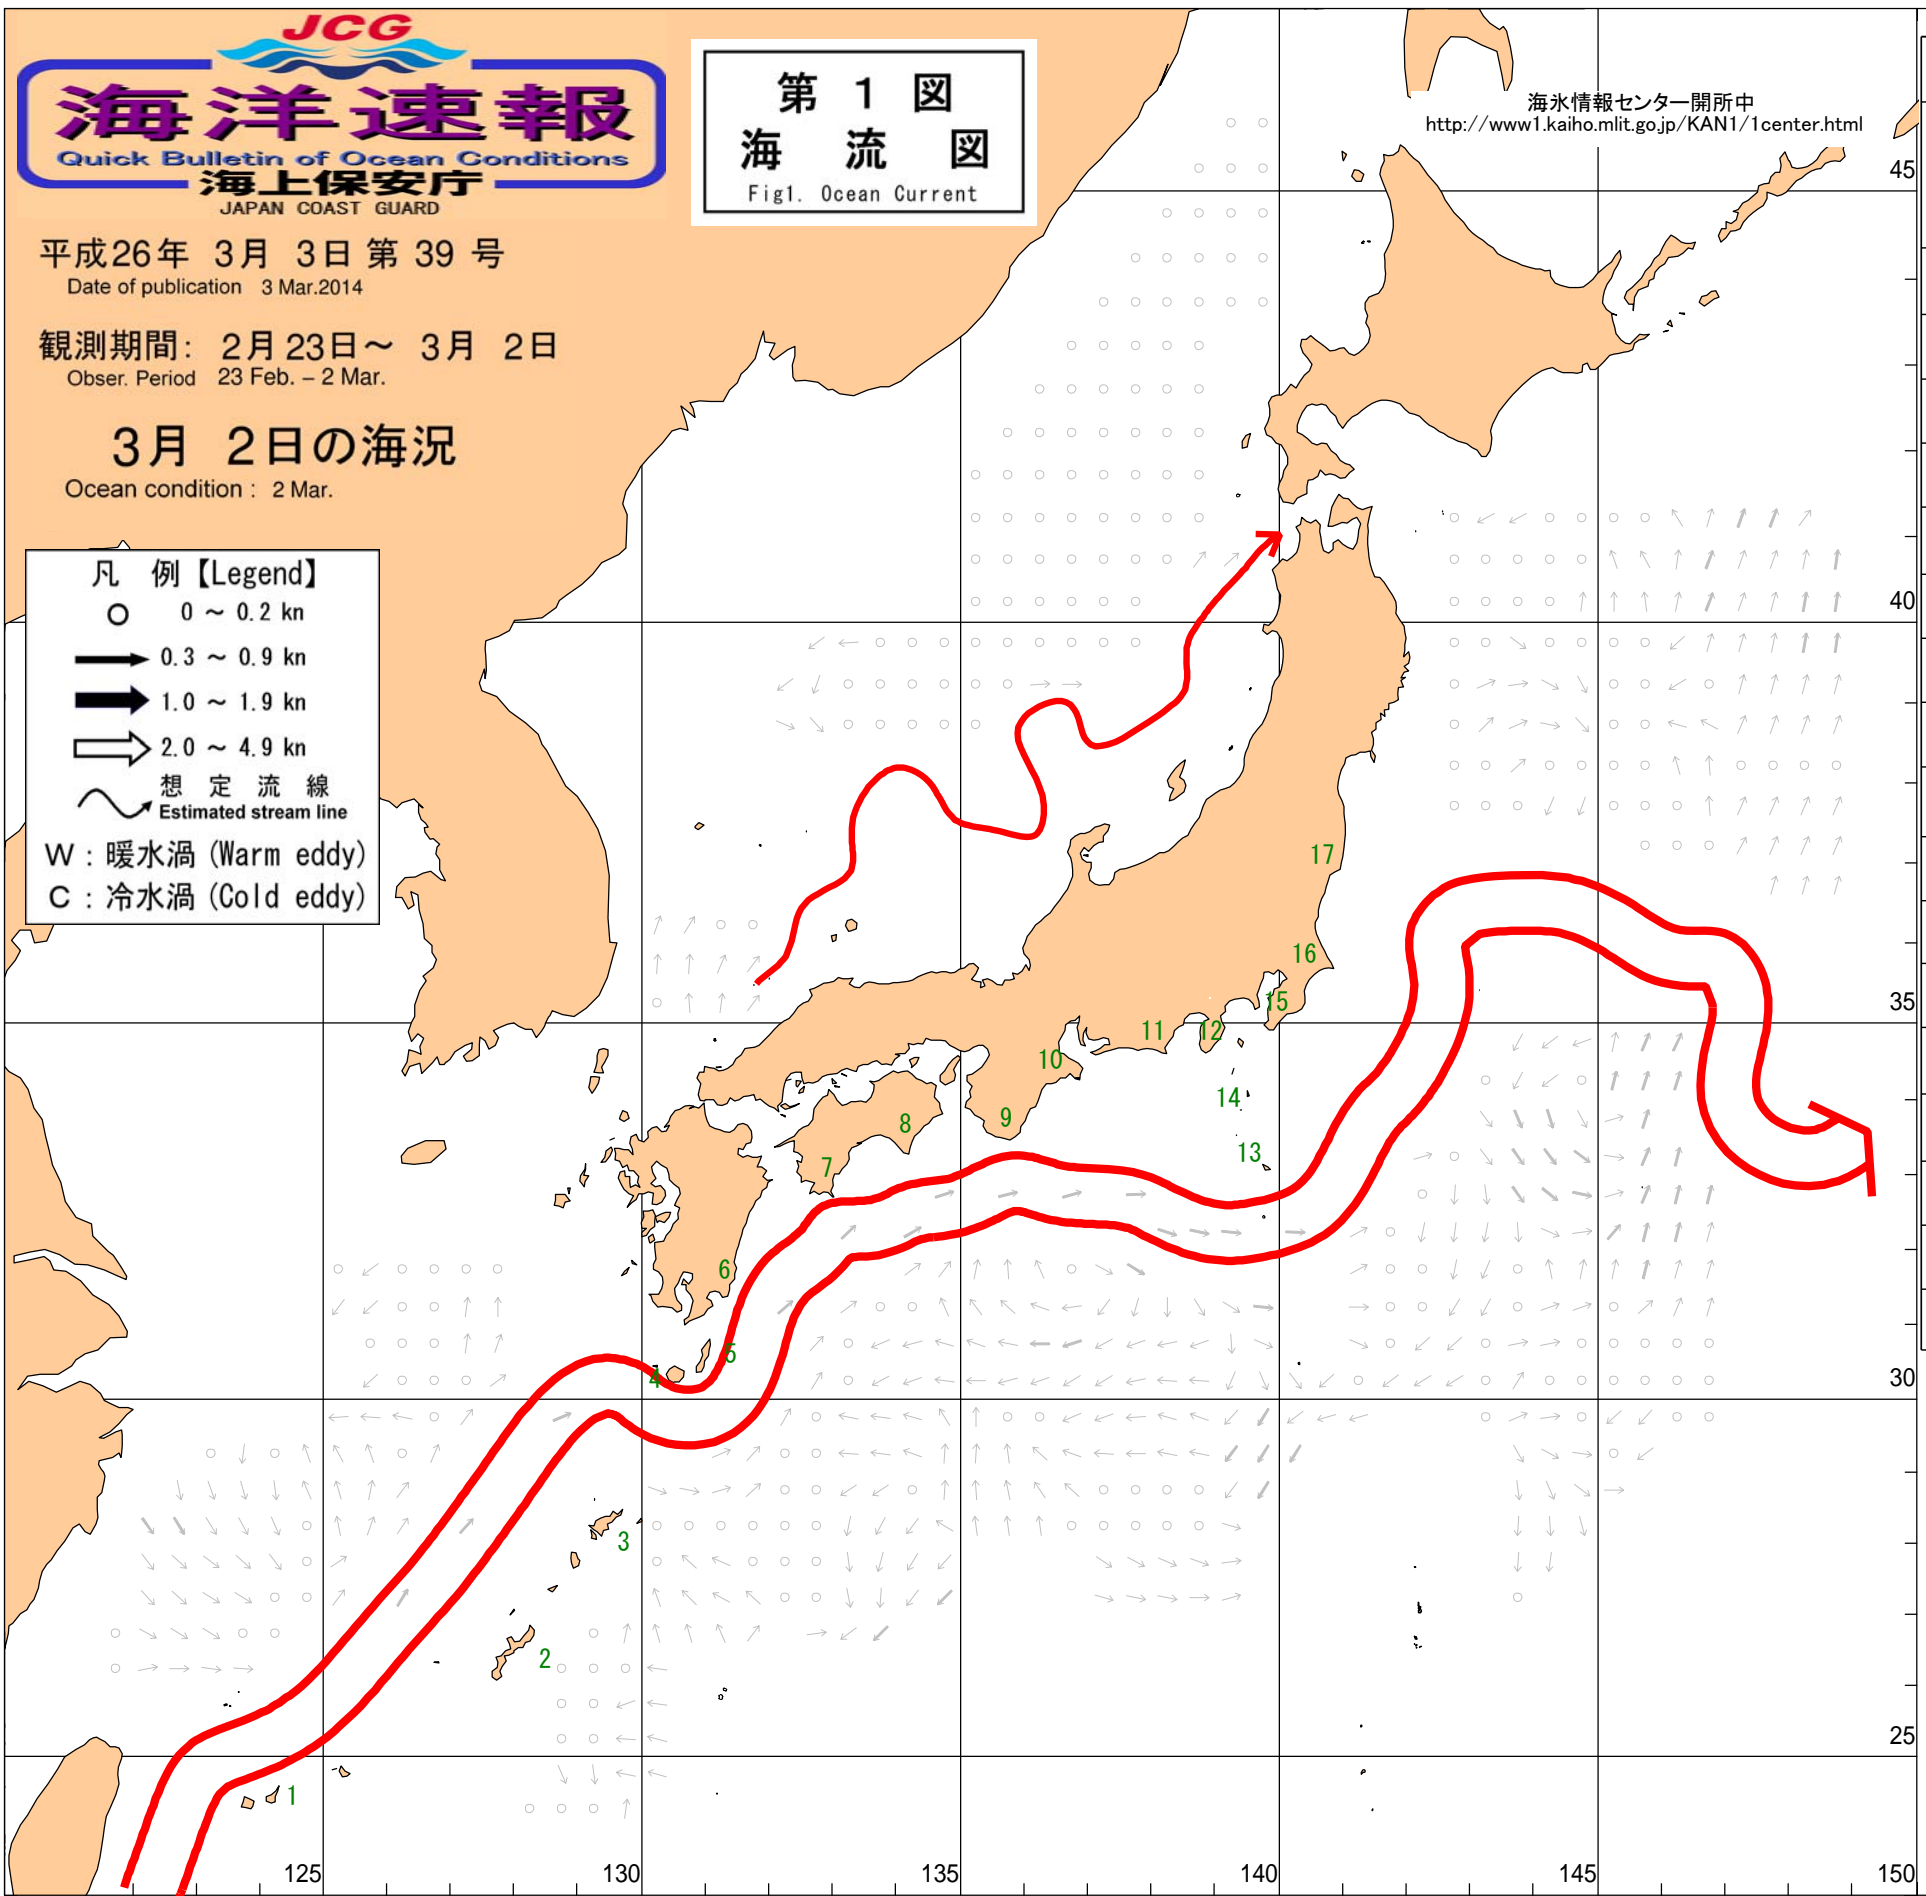 JCG
海洋速報
Quick Bulletin of Ocean Conditions
海上保安庁
JAPAN COAST GUARD
第 1 図
海 流 図
Fig1. Ocean Current
海氷情報センター開所中
http://www1.kaiho.mlit.go.jp/KAN1/1center.html
平成26年 3月 3日 第 39 号
Date of publication 3 Mar.2014
観測期間: 2月 23日～ 3月 2日
Obser. Period 23 Feb. – 2 Mar.
3月 2日の海況
Ocean condition : 2 Mar.
凡 例【Legend】
0 ～ 0.2 kn
0.3 ～ 0.9 kn
1.0 ～ 1.9 kn
2.0 ～ 4.9 kn
想 定 流 線
Estimated stream line
W : 暖水渦 (Warm eddy)
C : 冷水渦 (Cold eddy)
45
40
35
30
25
17
16
15
11
12
10
14
9
8
13
7
6
5
4
3
2
1
125
130
135
140
145
150